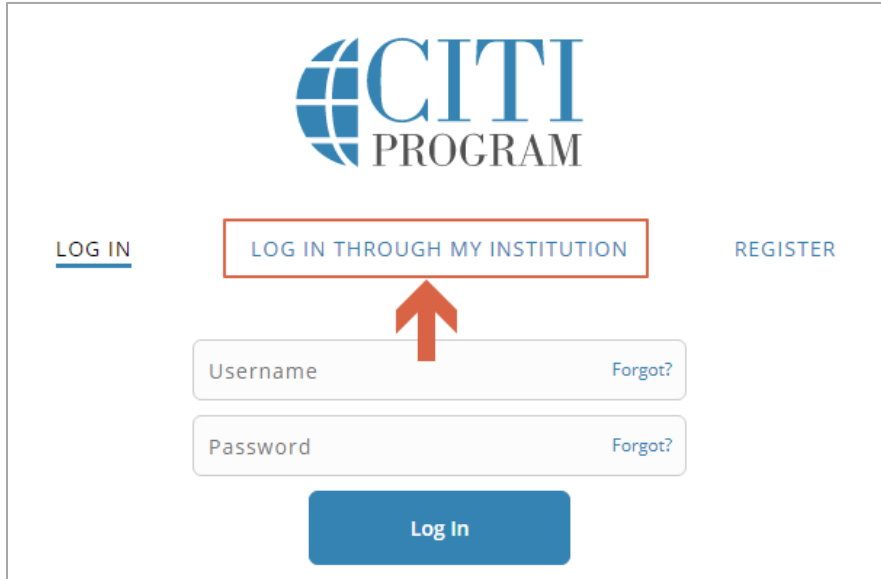 CITI
PROGRAM
LOG IN LOG IN THROUGH MY INSTITUTION REGISTER
Username Forgot?
Password Forgot?
Log In